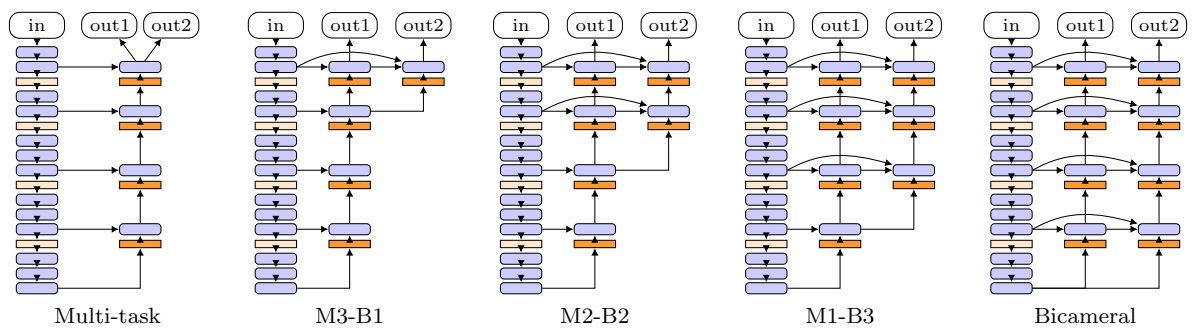 in out1 out2 in out1 out2 in out1 out2 in out1 out2 in out1 out2
Multi-task M3-B1 M2-B2 M1-B3 Bicameral